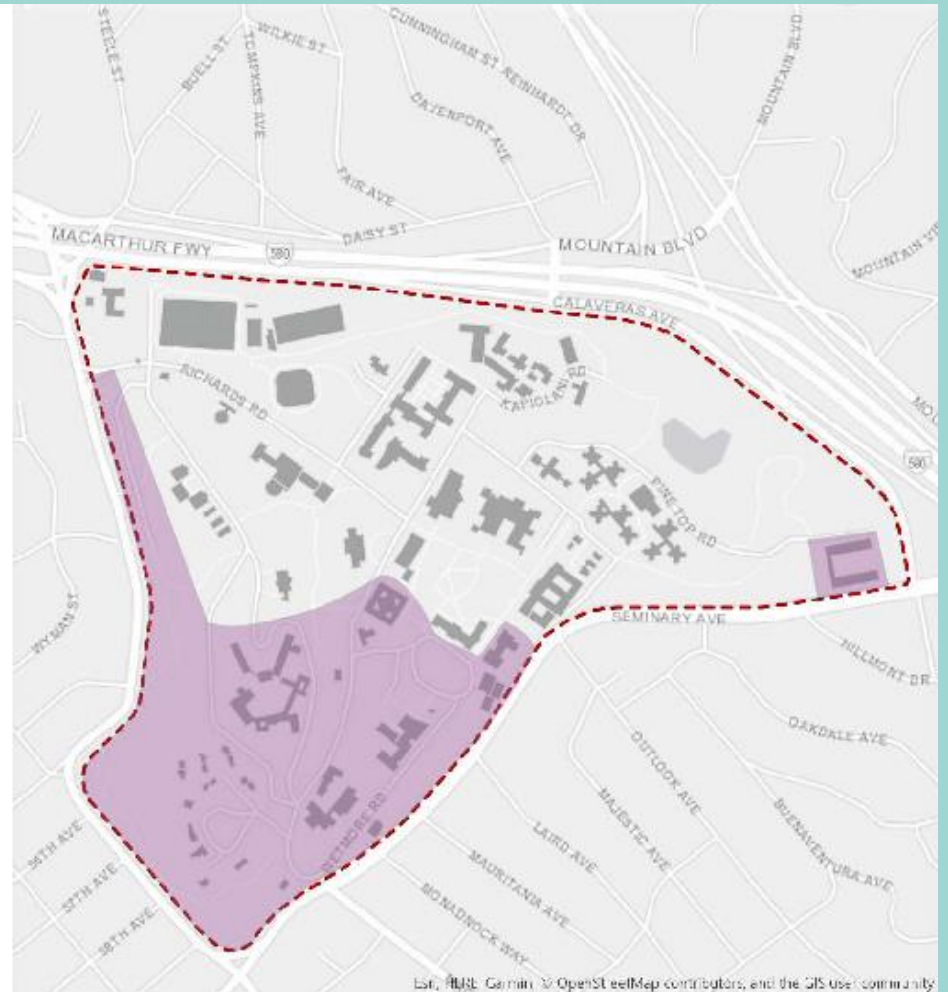 STEELE ST
BUELL ST
WILKIE ST
TOMPKINS AVE
CUNNINGHAM ST
REINHARDT DR
MOUNTAIN BLVD
DAVENPORT AVE
FAIR AVE
DAISY ST
MACARTHUR FWY
580
MOUNTAIN BLVD
MOUNTAIN
CALAVERAS AVE
RICHARDS RD
KAPIOLANI RD
580
PINE TOP RD
SEMINARY AVE
WYMAN ST
HILLMONT DR
OAKDALE AVE
OUTLOOK AVE
MAJESTIC AVE
BUENAVENTURA AVE
LAIRD AVE
MAURITANIA AVE
MONADNOCK WAY
56TH AVE
57TH AVE
58TH AVE
Esri, HERE, Garmin, © OpenStreetMap contributors, and the GIS user community